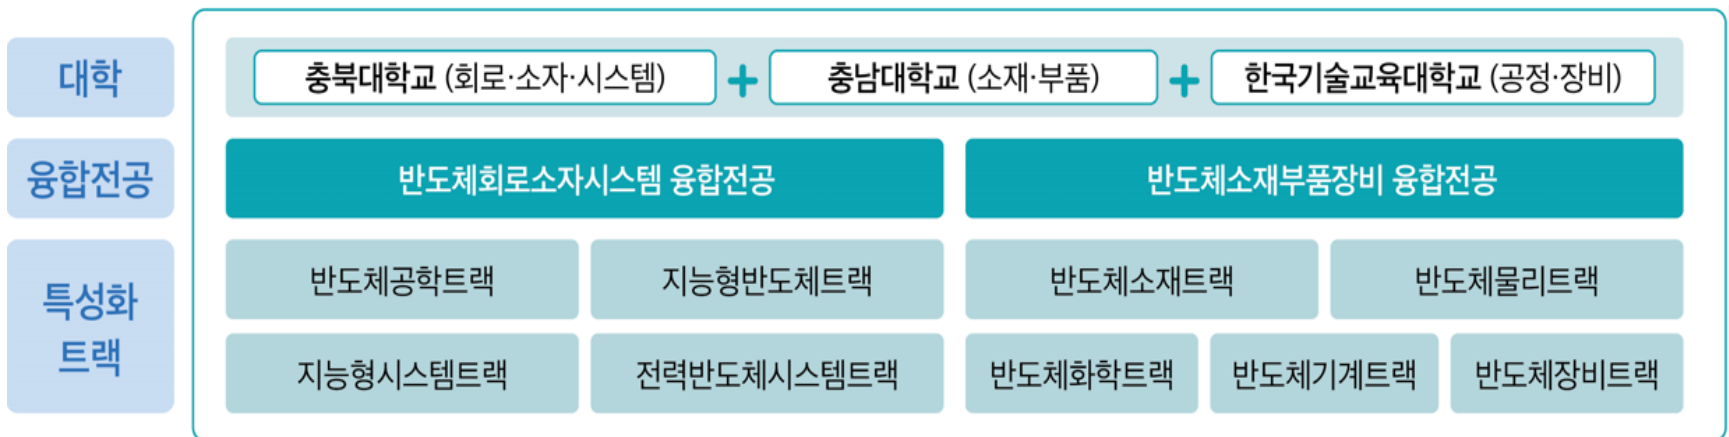 대학
충북대학교 (회로·소자·시스템) + 충남대학교 (소재·부품) + 한국기술교육대학교 (공정·장비)
융합전공
반도체회로소자시스템 융합전공
반도체소재부품장비 융합전공
특성화
트랙
반도체공학트랙
지능형반도체트랙
반도체소재트랙
반도체물리트랙
지능형시스템트랙
전력반도체시스템트랙
반도체화학트랙
반도체기계트랙
반도체장비트랙